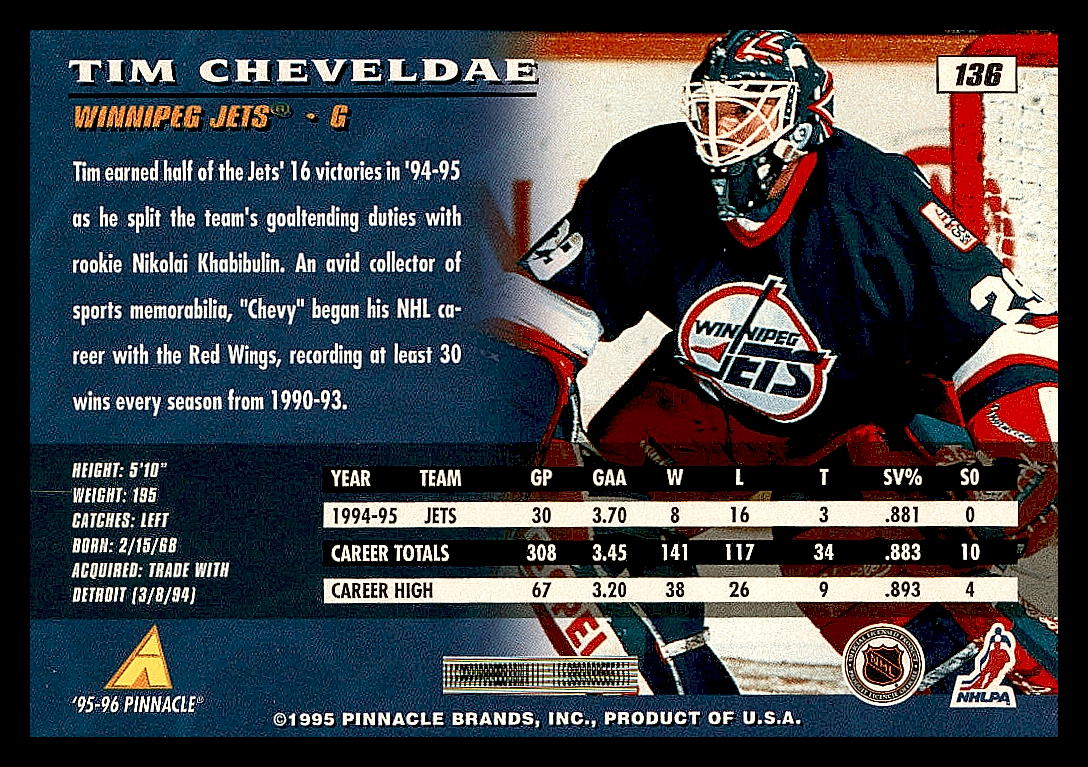 TIM CHEVELDAE
136
WINNIPEG JETS® · G
Tim earned half of the Jets' 16 victories in '94-95
as he split the team's goaltending duties with
rookie Nikolai Khabibulin. An avid collector of
sports memorabilia, "Chevy" began his NHL ca-
reer with the Red Wings, recording at least 30
wins every season from 1990-93.
WINNIPEG
JETS
HEIGHT: 5'10"
WEIGHT: 195
CATCHES: LEFT
BORN: 2/15/68
ACQUIRED: TRADE WITH
DETROIT (3/8/94)
YEAR TEAM GP GAA W L T SV% SO
1994-95 JETS 30 3.70 8 16 3 .881 0
CAREER TOTALS 308 3.45 141 117 34 .883 10
CAREER HIGH 67 3.20 38 26 9 .893 4
'95-96 PINNACLE®
NHL
NHLPA
©1995 PINNACLE BRANDS, INC., PRODUCT OF U.S.A.